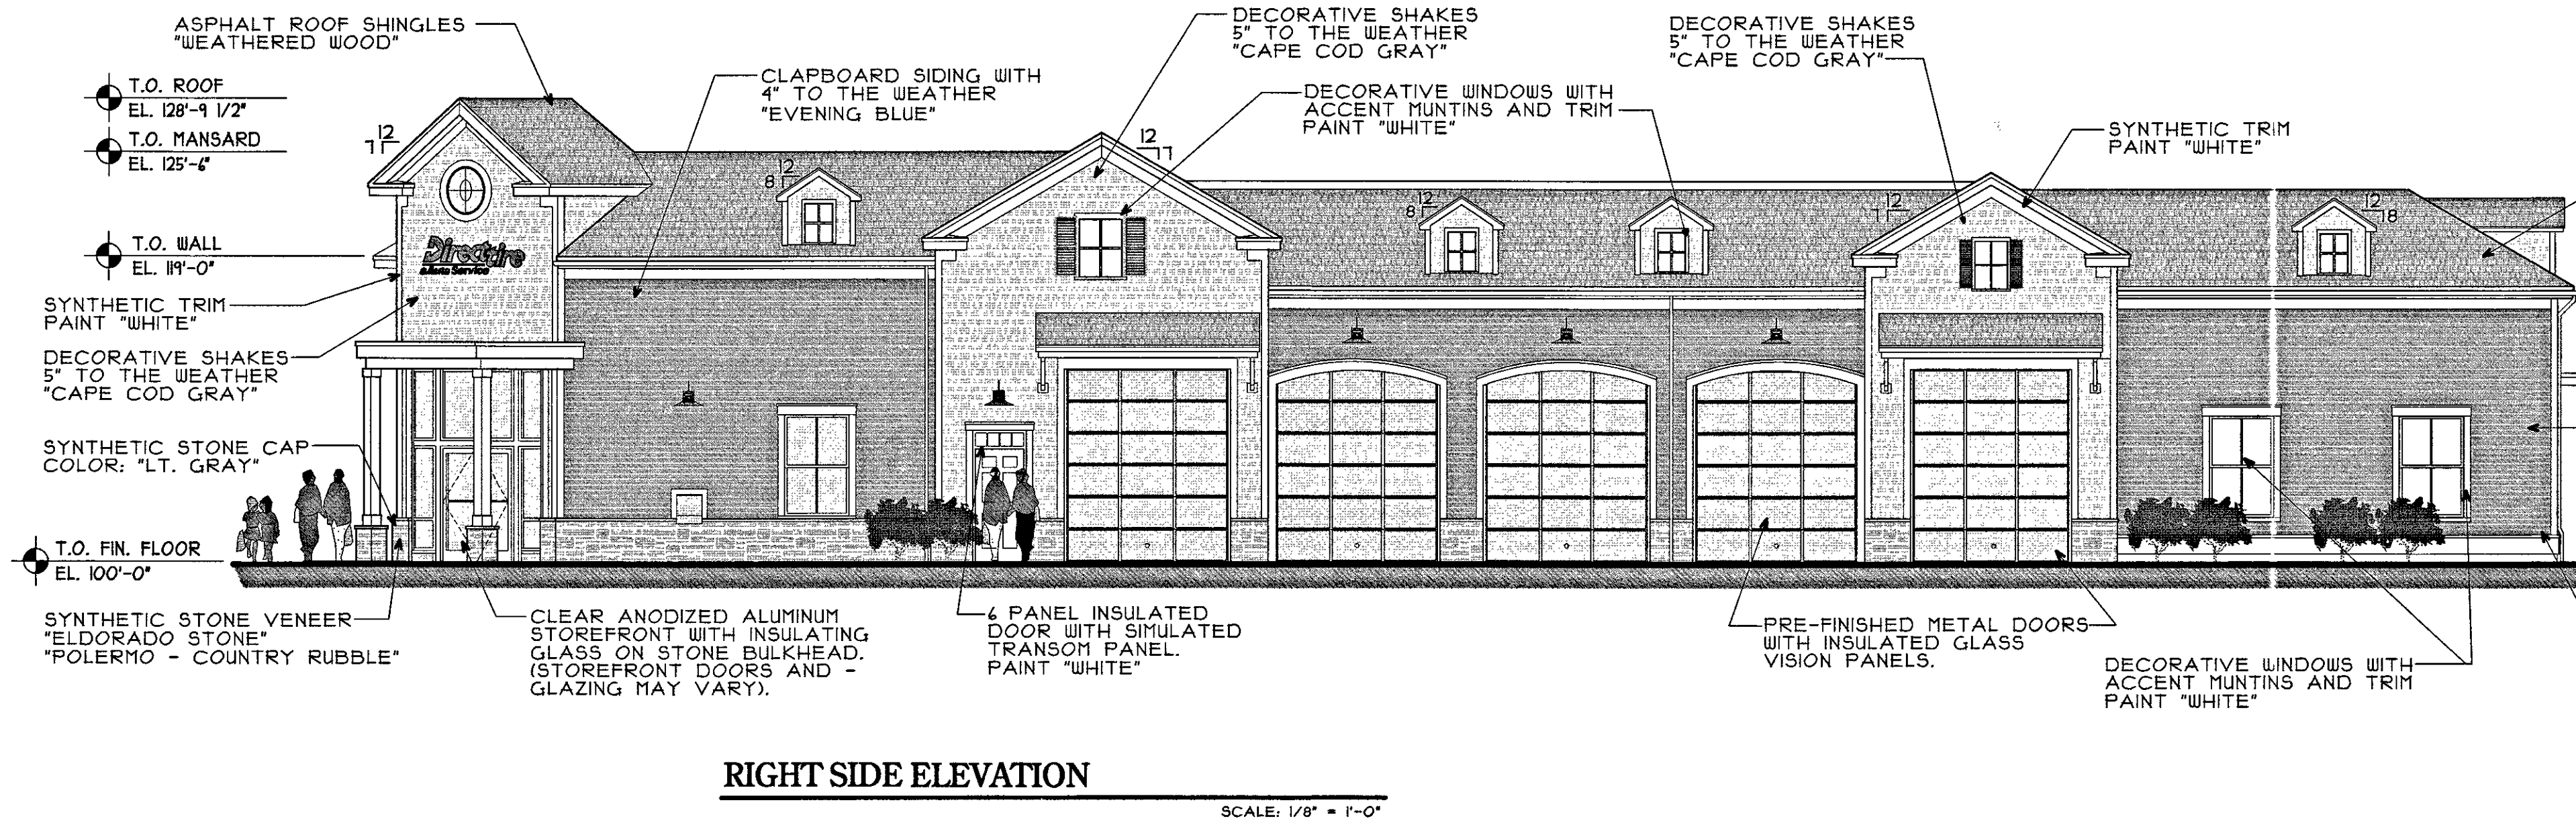 ASPHALT ROOF SHINGLES
"WEATHERED WOOD"
T.O. ROOF
EL. 128'-9 1/2"
T.O. MANSARD
EL. 125'-6"
T.O. WALL
EL. 119'-0"
SYNTHETIC TRIM
PAINT "WHITE"
DECORATIVE SHAKES
5" TO THE WEATHER
"CAPE COD GRAY"
SYNTHETIC STONE CAP
COLOR: "LT. GRAY"
T.O. FIN. FLOOR
EL. 100'-0"
SYNTHETIC STONE VENEER
"ELDORADO STONE"
"POLERMO - COUNTRY RUBBLE"
12
Direct tire
& Auto Service
CLAPBOARD SIDING WITH
4" TO THE WEATHER
"EVENING BLUE"
12
8
DECORATIVE SHAKES
5" TO THE WEATHER
"CAPE COD GRAY"
12
DECORATIVE WINDOWS WITH
ACCENT MUNTINS AND TRIM
PAINT "WHITE"
12
8
DECORATIVE SHAKES
5" TO THE WEATHER
"CAPE COD GRAY"
12
SYNTHETIC TRIM
PAINT "WHITE"
12
8
CLEAR ANODIZED ALUMINUM
STOREFRONT WITH INSULATING
GLASS ON STONE BULKHEAD.
(STOREFRONT DOORS AND -
GLAZING MAY VARY).
6 PANEL INSULATED
DOOR WITH SIMULATED
TRANSOM PANEL.
PAINT "WHITE"
PRE-FINISHED METAL DOORS
WITH INSULATED GLASS
VISION PANELS.
DECORATIVE WINDOWS WITH
ACCENT MUNTINS AND TRIM
PAINT "WHITE"
RIGHT SIDE ELEVATION
SCALE: 1/8" = 1'-0"